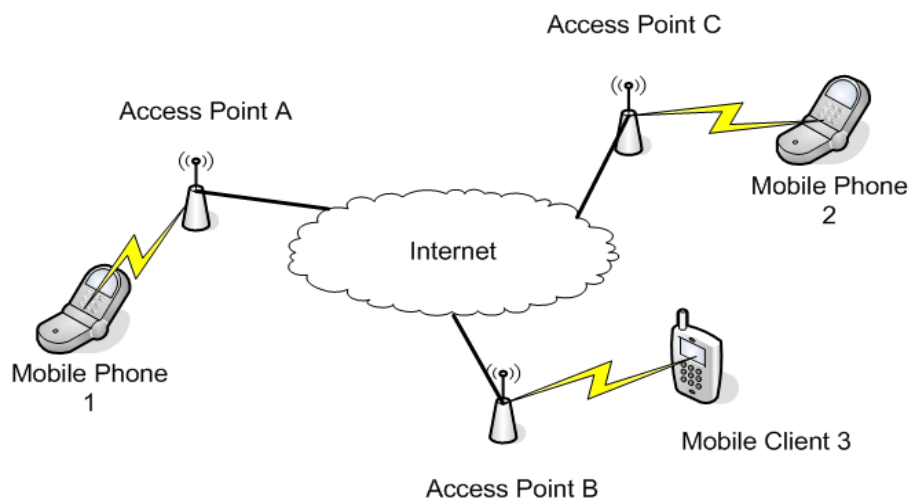 Access Point C
Access Point A
Mobile Phone
2
Internet
Mobile Phone
1
Mobile Client 3
Access Point B